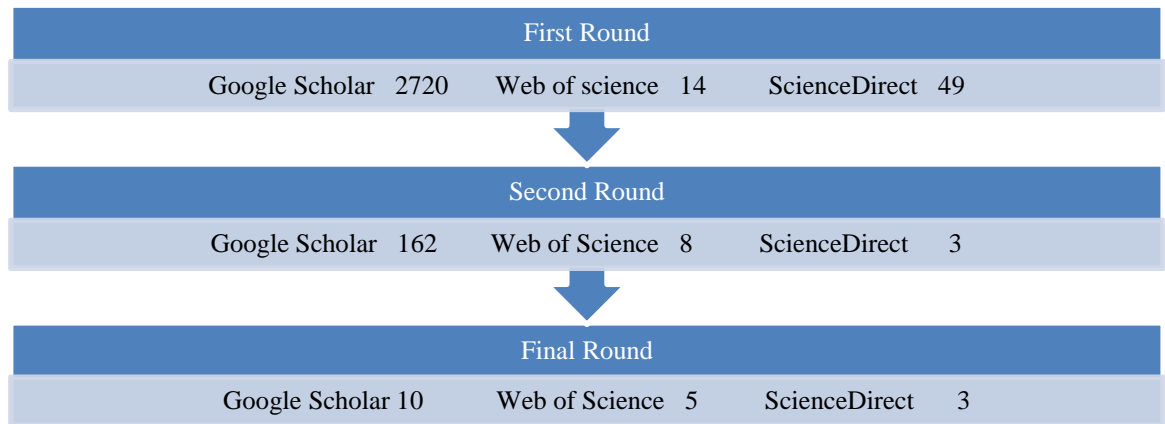 First Round
Google Scholar 2720 Web of science 14 ScienceDirect 49
Second Round
Google Scholar 162 Web of Science 8 ScienceDirect 3
Final Round
Google Scholar 10 Web of Science 5 ScienceDirect 3